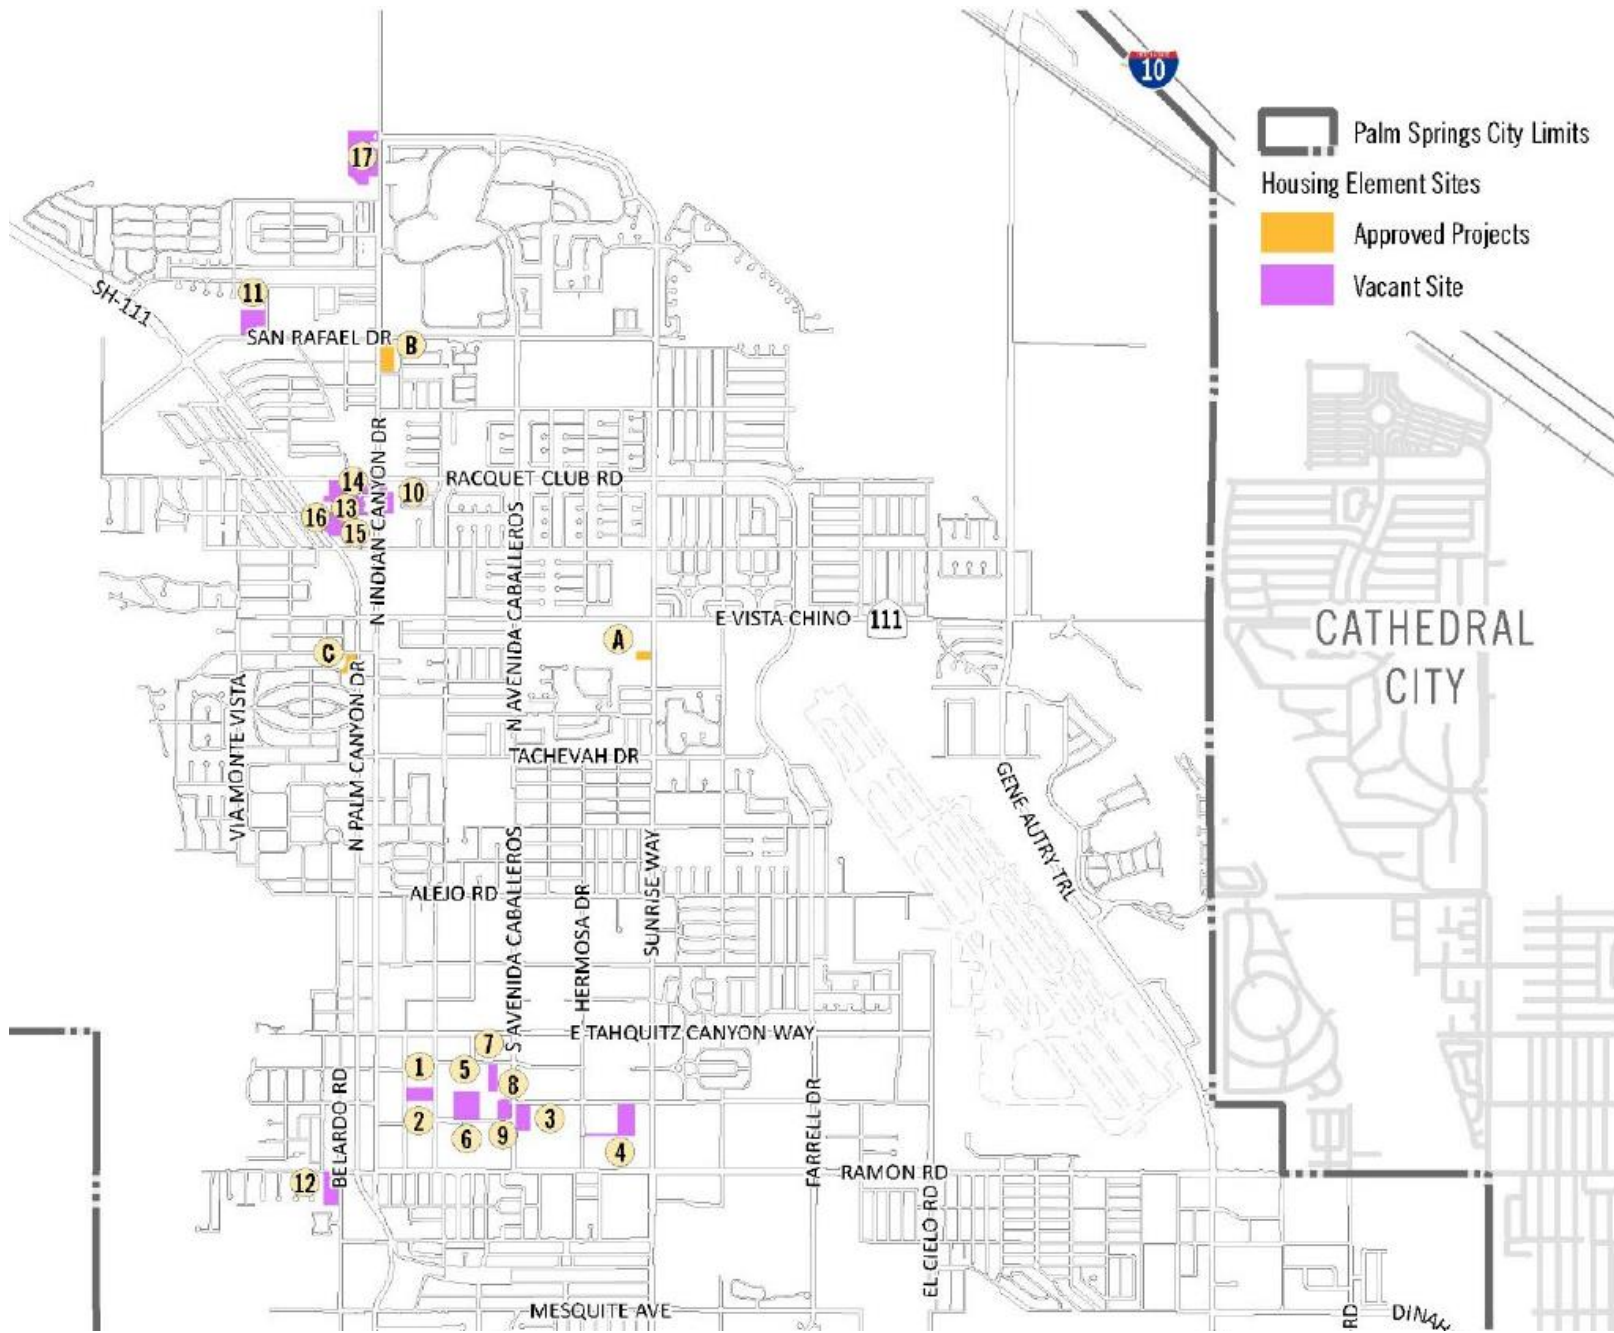 10
Palm Springs City Limits
Housing Element Sites
Approved Projects
Vacant Site
17
11
SH-111
SAN RAFAEL DR
B
N INDIAN CANYON DR
14
RACQUET CLUB RD
10
13
16
15
N AVENIDA CABALLEROS
E VISTA CHINO
111
CATHEDRAL
CITY
A
C
VIA MONTE VISTA
N PALM CANYON DR
TACHEVAH DR
GENE AUTRY TRL
S AVENIDA CABALLEROS
SUNRISE WAY
ALEJO RD
HERMOSA DR
E TAHQUITZ CANYON WAY
7
1
5
8
BELARDO RD
FARRELL DR
2
6
9
3
4
12
RAMON RD
EL CIELO RD
MESQUITE AVE
RD
DINAH